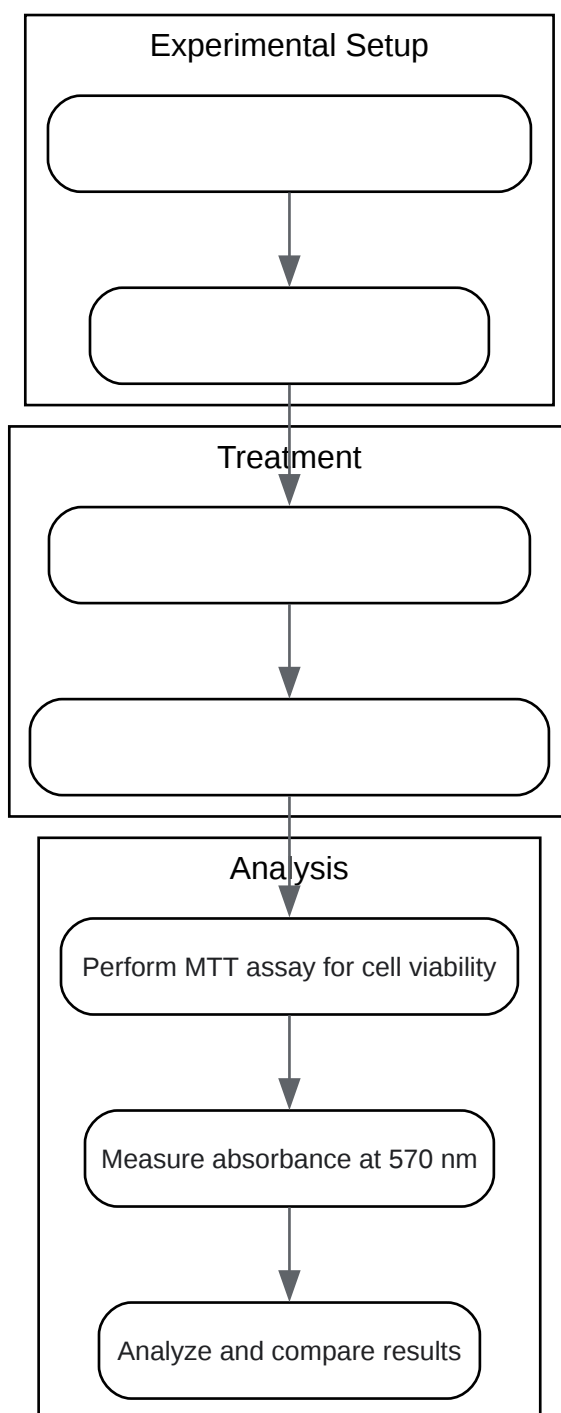 Experimental Setup
Treatment
Analysis
Perform MTT assay for cell viability
Measure absorbance at 570 nm
Analyze and compare results